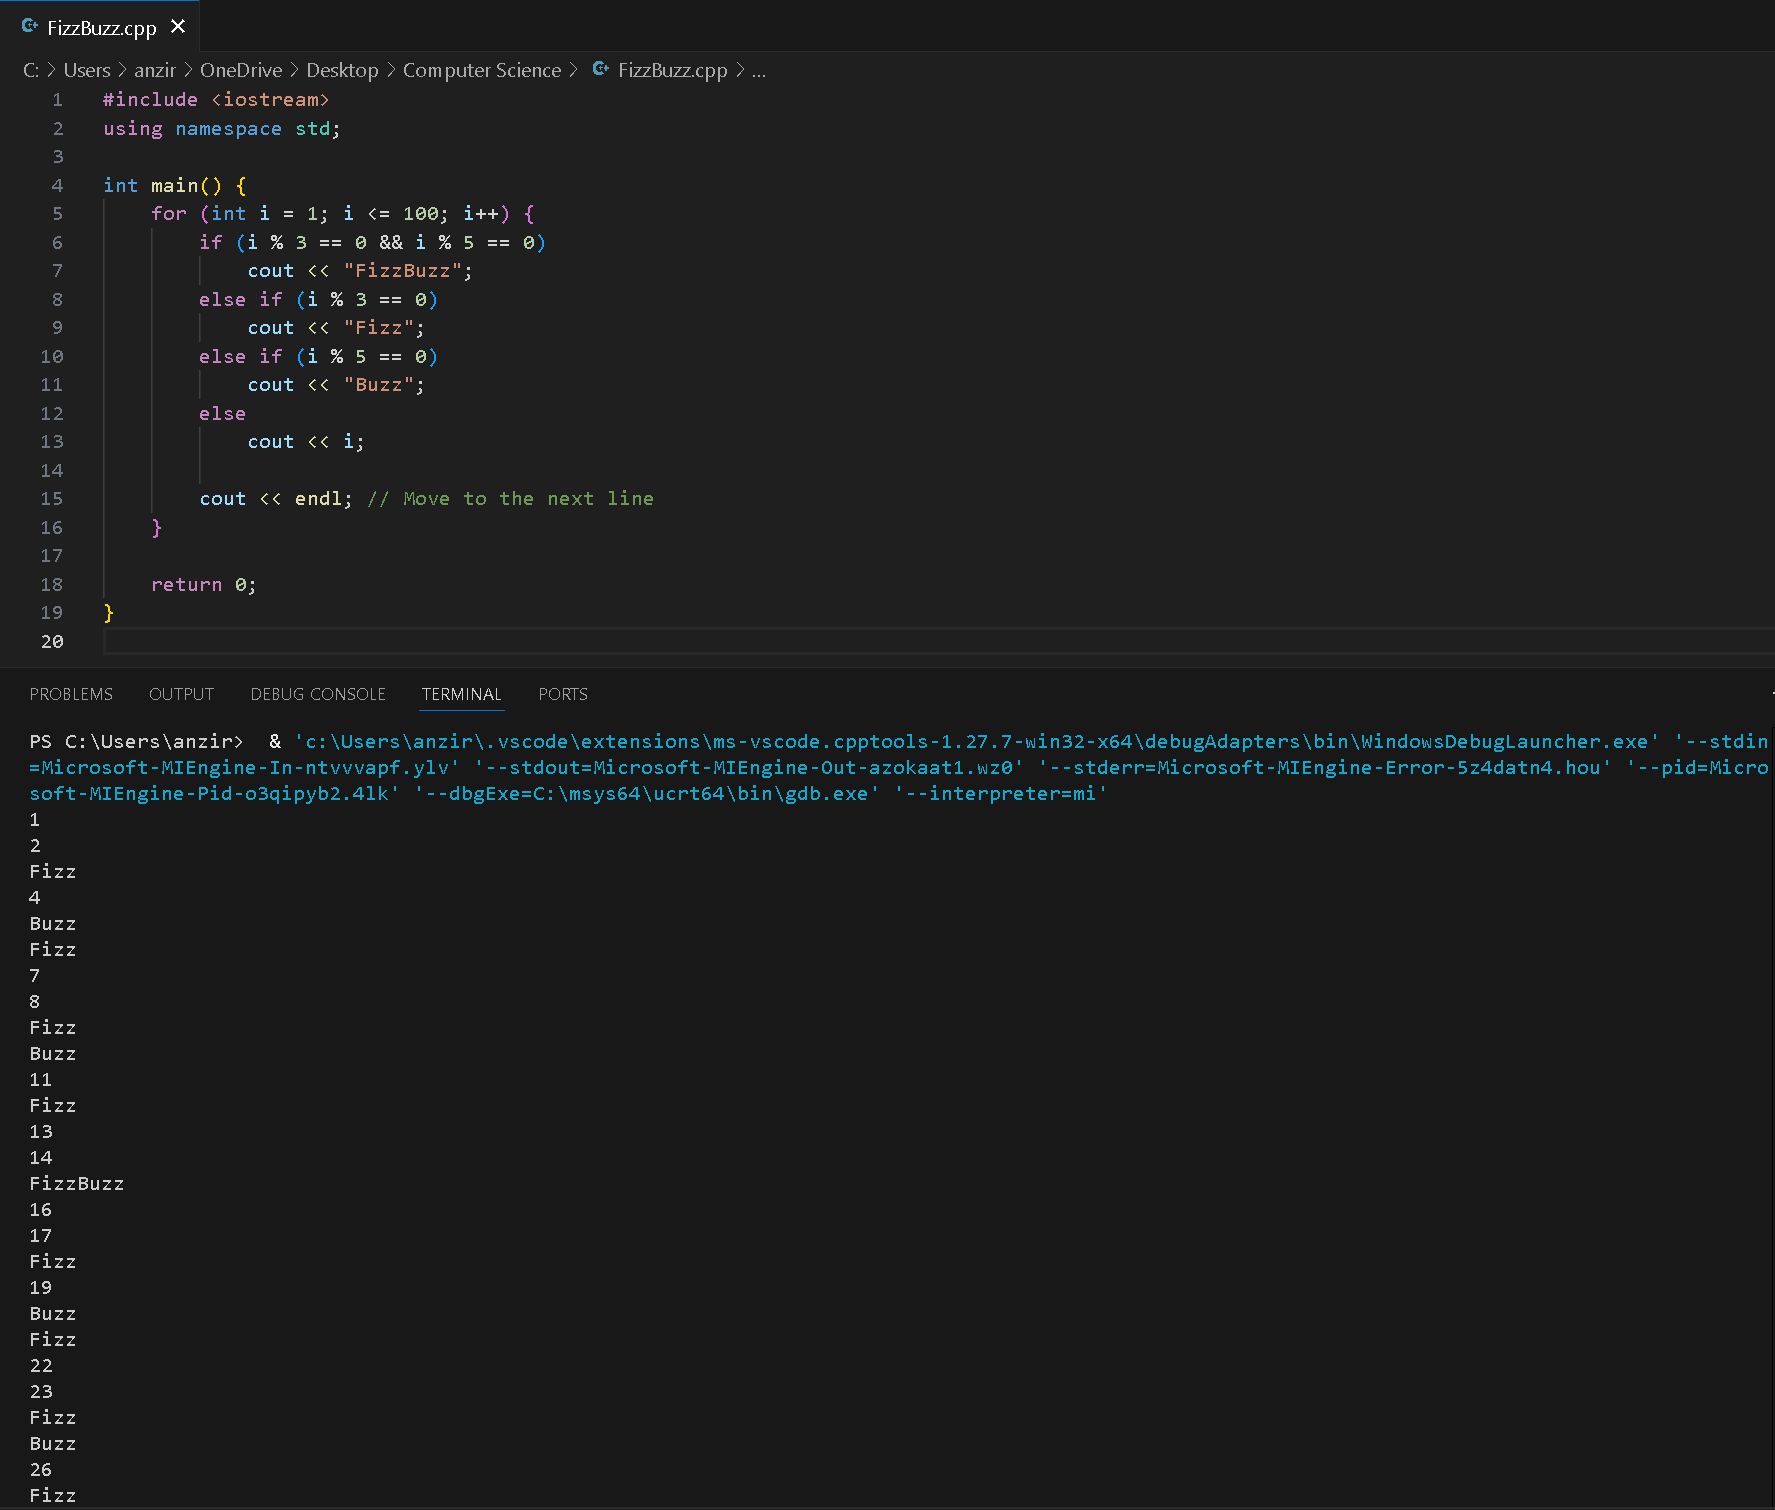 FizzBuzz.cpp
C: > Users > anzir > OneDrive > Desktop > Computer Science > FizzBuzz.cpp > ...
1 #include <iostream>
2 using namespace std;
3
4 int main() {
5     for (int i = 1; i <= 100; i++) {
6         if (i % 3 == 0 && i % 5 == 0)
7             cout << "FizzBuzz";
8         else if (i % 3 == 0)
9             cout << "Fizz";
10         else if (i % 5 == 0)
11             cout << "Buzz";
12         else
13             cout << i;
14
15         cout << endl; // Move to the next line
16     }
17
18     return 0;
19 }
20
PROBLEMS OUTPUT DEBUG CONSOLE TERMINAL PORTS
PS C:\Users\anzir>  & 'c:\Users\anzir\.vscode\extensions\ms-vscode.cpptools-1.27.7-win32-x64\debugAdapters\bin\WindowsDebugLauncher.exe' '--stdin
=Microsoft-MIEngine-In-ntvvvapf.ylv' '--stdout=Microsoft-MIEngine-Out-azokaat1.wz0' '--stderr=Microsoft-MIEngine-Error-5z4datn4.hou' '--pid=Micro
soft-MIEngine-Pid-o3qipyb2.4lk' '--dbgExe=C:\msys64\ucrt64\bin\gdb.exe' '--interpreter=mi'
1
2
Fizz
4
Buzz
Fizz
7
8
Fizz
Buzz
11
Fizz
13
14
FizzBuzz
16
17
Fizz
19
Buzz
Fizz
22
23
Fizz
Buzz
26
Fizz